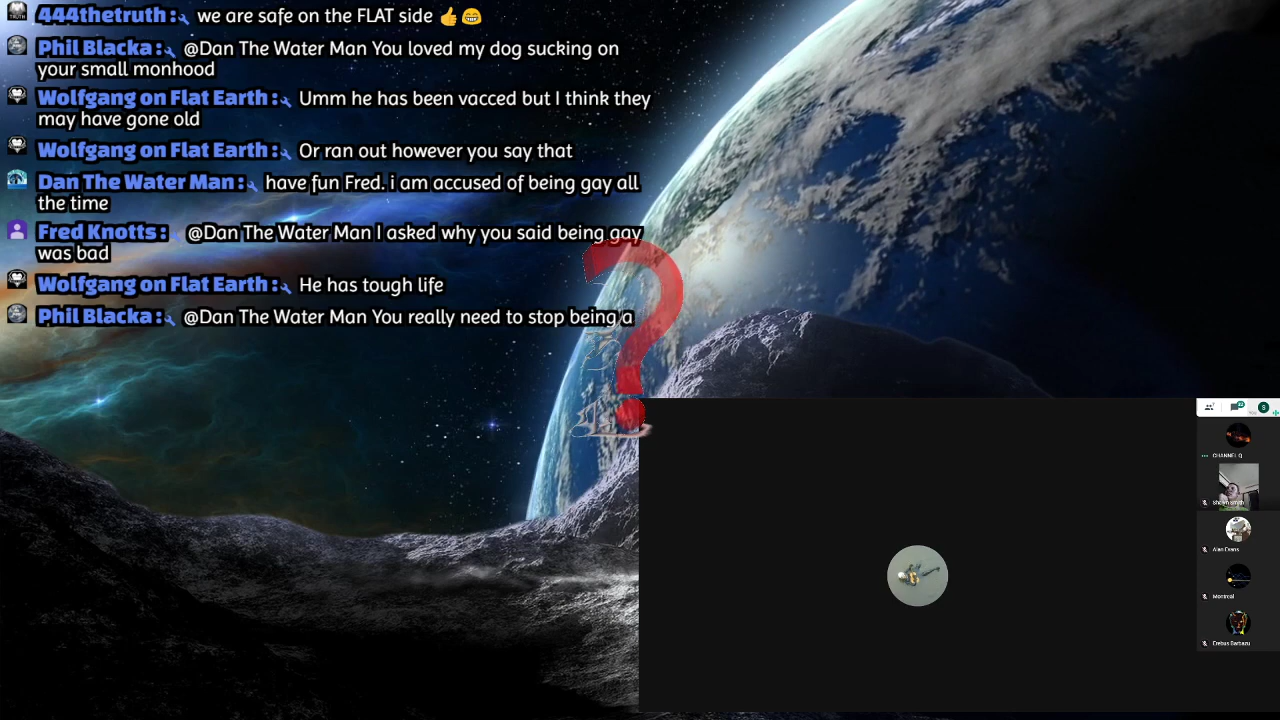 444thetruth: we are safe on the FLAT side 👍😂
Phil Blacka: @Dan The Water Man You loved my dog sucking on
your small monhood
Wolfgang on Flat Earth: Umm he has been vacced but I think they
may have gone old
Wolfgang on Flat Earth: Or ran out however you say that
Dan The Water Man: have fun Fred. i am accused of being gay all
the time
Fred Knotts: @Dan The Water Man I asked why you said being gay
was bad
Wolfgang on Flat Earth: He has tough life
Phil Blacka: @Dan The Water Man You really need to stop being a
?
You
S
CHANNEL Q
Alan Evans
Montreal
Erebus Barbazu